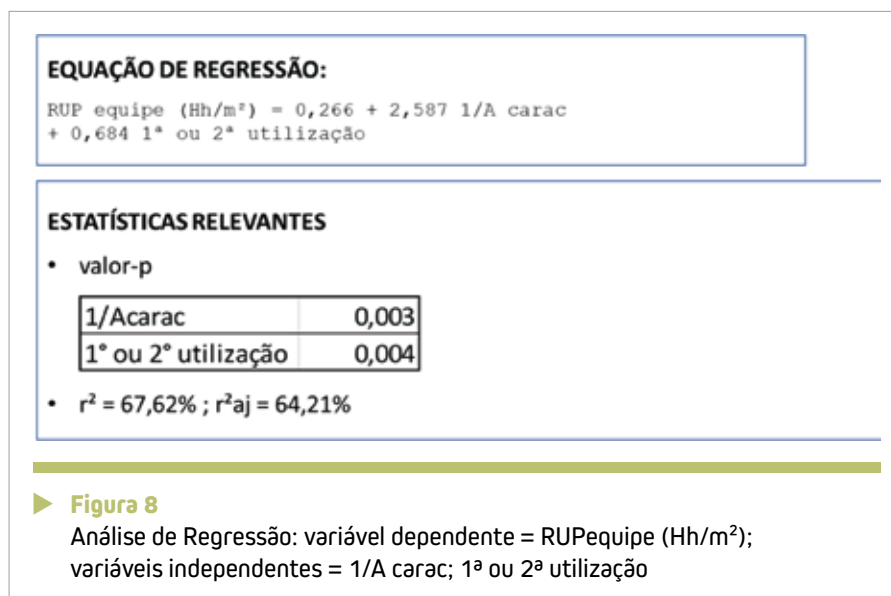 EQUAÇÃO DE REGRESSÃO:
RUP equipe (Hh/m²) = 0,266 + 2,587 1/A carac
+ 0,684 1ª ou 2ª utilização
ESTATÍSTICAS RELEVANTES
• valor-p
1/Acarac 0,003
1° ou 2° utilização 0,004
• r² = 67,62% ; r²aj = 64,21%
Figura 8
Análise de Regressão: variável dependente = RUPequipe (Hh/m²);
variáveis independentes = 1/A carac; 1ª ou 2ª utilização